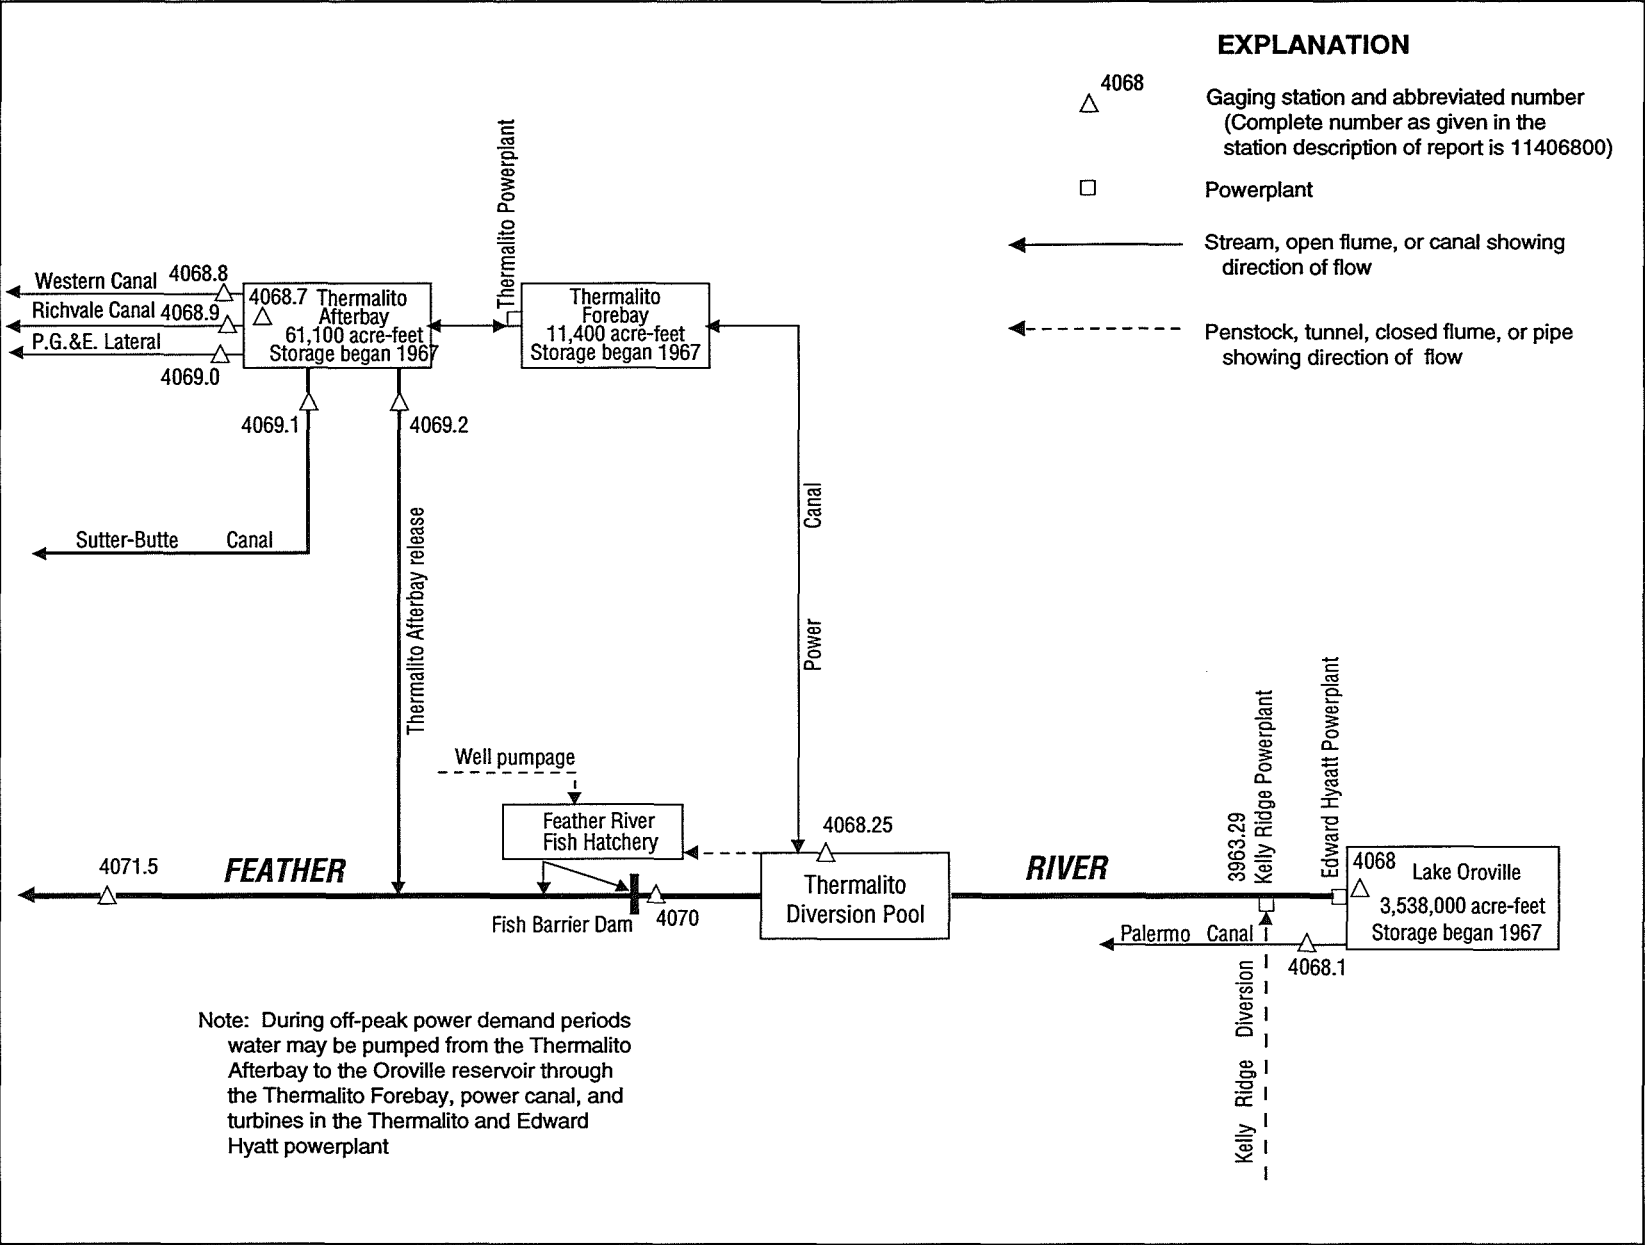 EXPLANATION
4068
Gaging station and abbreviated number
(Complete number as given in the
station description of report is 11406800)
Powerplant
Stream, open flume, or canal showing
direction of flow
Penstock, tunnel, closed flume, or pipe
showing direction of flow
Thermalito Powerplant
Western Canal
4068.8
Richvale Canal
4068.9
P.G.&E. Lateral
4069.0
4068.7
Thermalito
Afterbay
61,100 acre-feet
Storage began 1967
Thermalito
Forebay
11,400 acre-feet
Storage began 1967
4069.1
4069.2
Sutter-Butte Canal
Thermalito Afterbay release
Power Canal
Well pumpage
Feather River
Fish Hatchery
4068.25
4071.5
FEATHER
RIVER
Fish Barrier Dam
4070
Thermalito
Diversion Pool
3963.29
Kelly Ridge Powerplant
Edward Hyaatt Powerplant
4068
Lake Oroville
3,538,000 acre-feet
Storage began 1967
Palermo Canal
4068.1
Kelly Ridge Diversion
Note: During off-peak power demand periods
water may be pumped from the Thermalito
Afterbay to the Oroville reservoir through
the Thermalito Forebay, power canal, and
turbines in the Thermalito and Edward
Hyatt powerplant